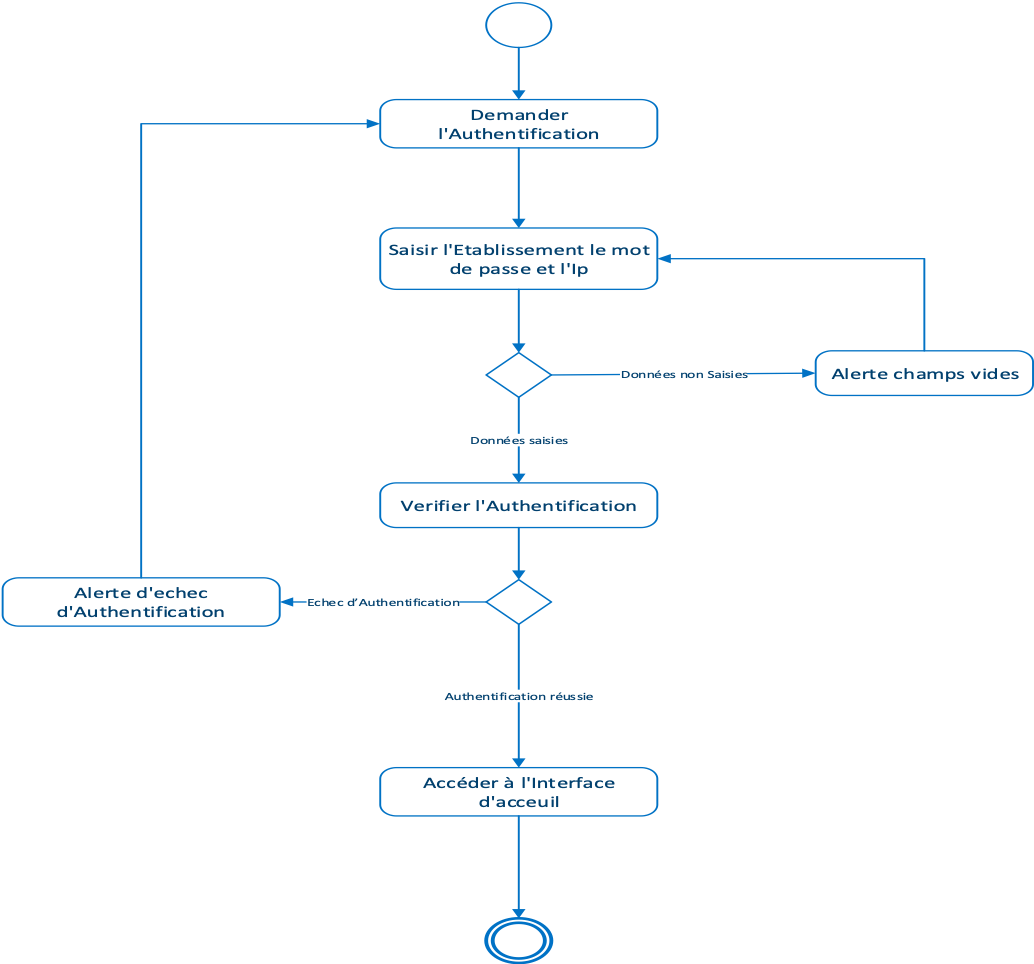 Demander
l'Authentification
Saisir l'Etablissement le mot
de passe et l'Ip
Données non Saisies
Alerte champs vides
Données saisies
Verifier l'Authentification
Alerte d'echec
d'Authentification
Echec d’Authentification
Authentification réussie
Accéder à l'Interface
d'acceuil